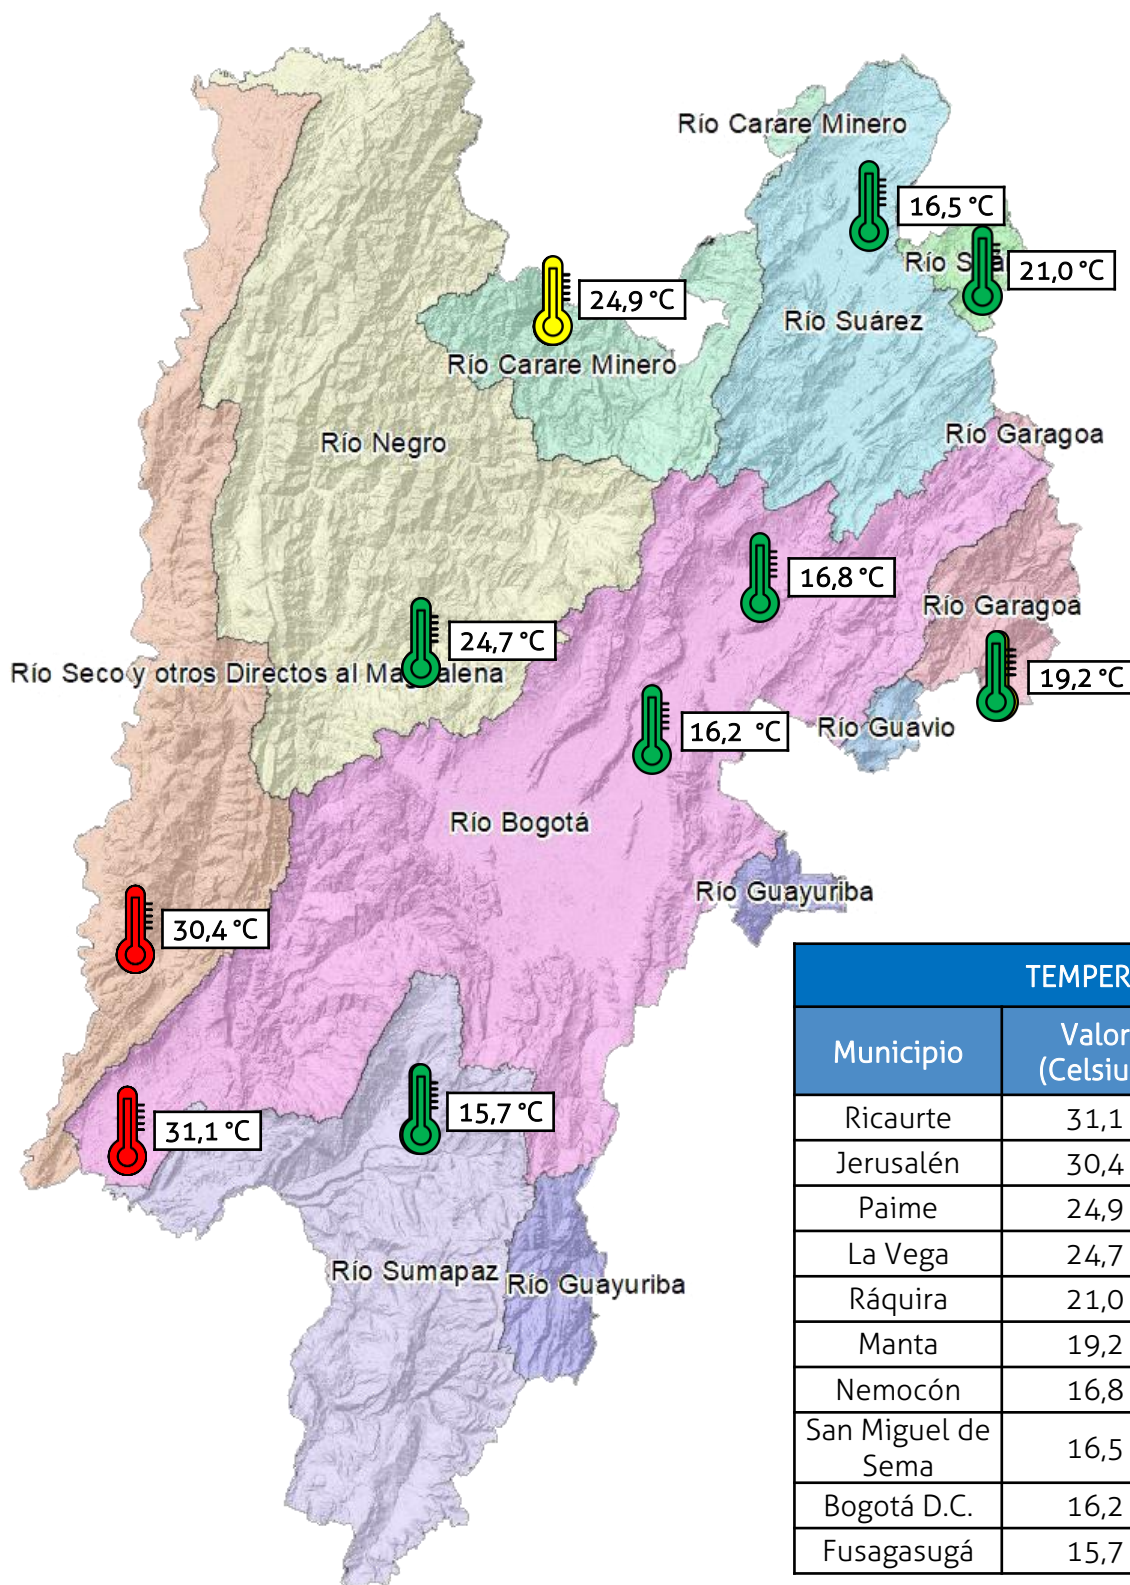 Río Carare Minero
16,5 °C
Río S
21,0 °C
24,9 °C
Río Suárez
Río Carare Minero
Río Negro
Río Garagoa
16,8 °C
Río Garagoa
24,7 °C
Río Seco y otros Directos al Magdalena
19,2 °C
16,2 °C
Río Guavio
Río Bogotá
Río Guayuriba
30,4 °C
15,7 °C
31,1 °C
Río Sumapaz
Río Guayuriba
TEMPER
Municipio
Valor
(Celsiu
Ricaurte 31,1
Jerusalén 30,4
Paime 24,9
La Vega 24,7
Ráquira 21,0
Manta 19,2
Nemocón 16,8
San Miguel de
Sema 16,5
Bogotá D.C. 16,2
Fusagasugá 15,7